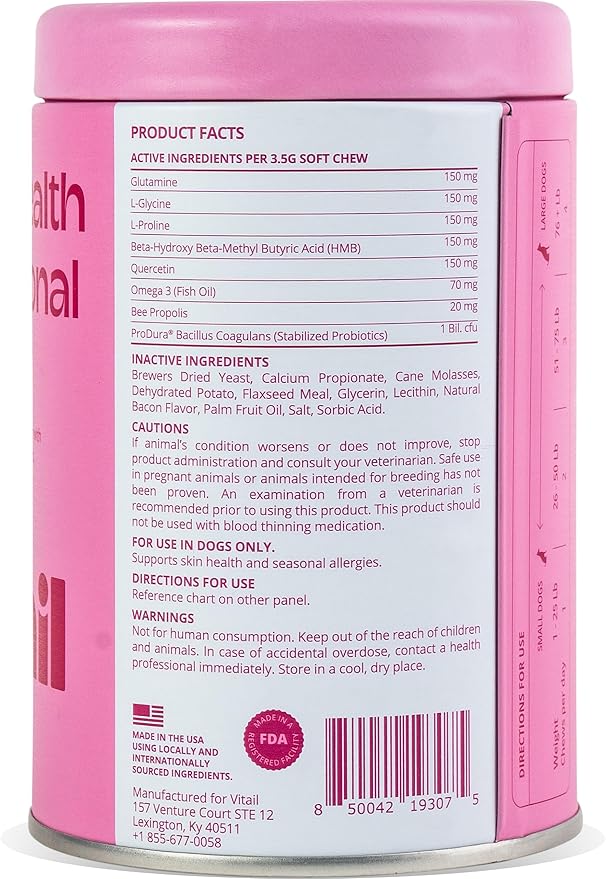 alth
onal
il
PRODUCT FACTS
ACTIVE INGREDIENTS PER 3.5G SOFT CHEW
Glutamine 150 mg
L-Glycine 150 mg
L-Proline 150 mg
Beta-Hydroxy Beta-Methyl Butyric Acid (HMB) 150 mg
Quercetin 150 mg
Omega 3 (Fish Oil) 70 mg
Bee Propolis 20 mg
ProDura® Bacillus Coagulans (Stabilized Probiotics) 1 Bil. cfu
INACTIVE INGREDIENTS
Brewers Dried Yeast, Calcium Propionate, Cane Molasses,
Dehydrated Potato, Flaxseed Meal, Glycerin, Lecithin, Natural
Bacon Flavor, Palm Fruit Oil, Salt, Sorbic Acid.
CAUTIONS
If animal's condition worsens or does not improve, stop
product administration and consult your veterinarian. Safe use
in pregnant animals or animals intended for breeding has not
been proven. An examination from a veterinarian is
recommended prior to using this product. This product should
not be used with blood thinning medication.
FOR USE IN DOGS ONLY.
Supports skin health and seasonal allergies.
DIRECTIONS FOR USE
Reference chart on other panel.
WARNINGS
Not for human consumption. Keep out of the reach of children
and animals. In case of accidental overdose, contact a health
professional immediately. Store in a cool, dry place.
MADE IN THE USA
USING LOCALLY AND
INTERNATIONALLY
SOURCED INGREDIENTS.
MADE IN A
FDA
REGISTERED FACILITY
Manufactured for Vitail
157 Venture Court STE 12
Lexington, Ky 40511
+1 855-677-0058
8 50042 19307 5
DIRECTIONS FOR USE
SMALL DOGS LARGE DOGS
Weight 1 - 25 Lb 26 - 50 Lb 51 - 75 Lb 76 + Lb
Chews per day 1 2 3 4